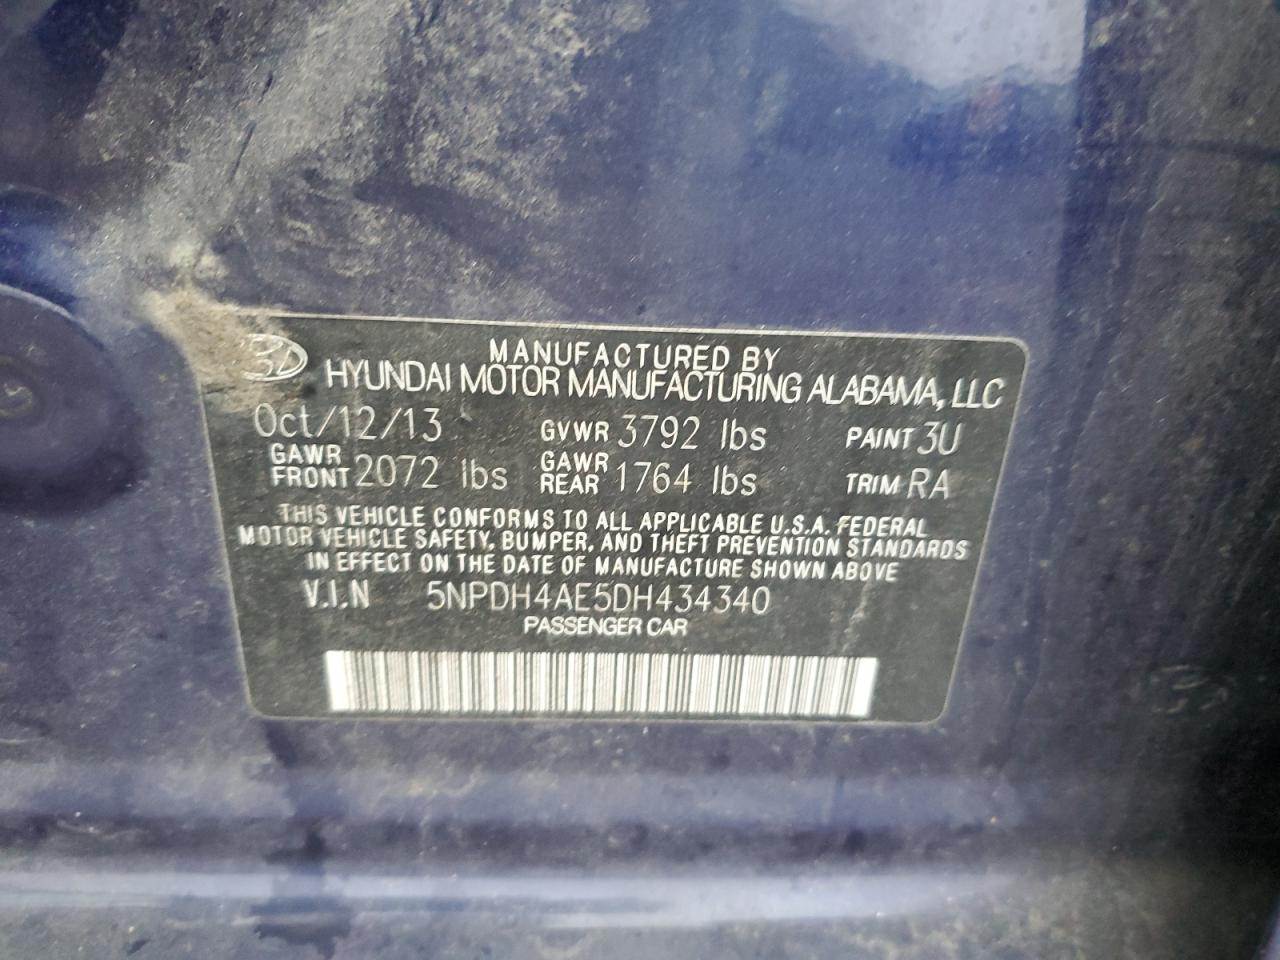 MANUFACTURED BY
HYUNDAI MOTOR MANUFACTURING ALABAMA, LLC
Oct/12/13 GVWR 3792 lbs PAINT 3U
GAWR FRONT 2072 lbs GAWR REAR 1764 lbs TRIM RA
THIS VEHICLE CONFORMS TO ALL APPLICABLE U.S.A. FEDERAL
MOTOR VEHICLE SAFETY, BUMPER, AND THEFT PREVENTION STANDARDS
IN EFFECT ON THE DATE OF MANUFACTURE SHOWN ABOVE
V.I.N 5NPDH4AE5DH434340
PASSENGER CAR